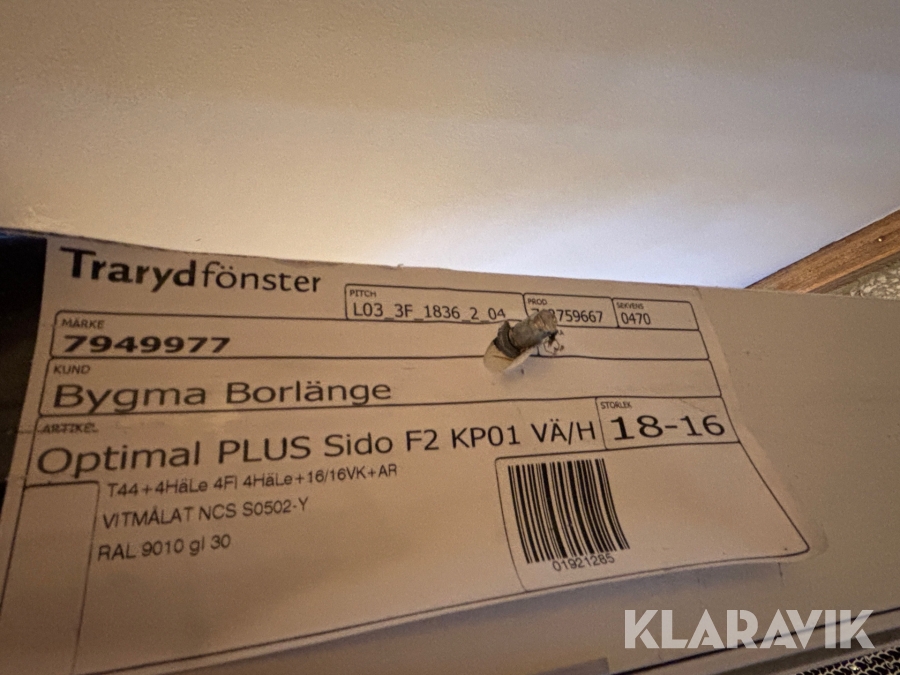 Trarydfönster
PITCH
L03_3F_1836_2_04
PROD
8759667
SEKVENS
0470
MÄRKE
7949977
KUND
Bygma Borlänge
ARTIKEL
Optimal PLUS Sido F2 KP01 VÄ/H
STORLEK
18-16
T44+4HäLe 4Fl 4HäLe+16/16VK+AR
VITMÅLAT NCS S0502-Y
RAL 9010 gl 30
01921285
KLARAVIK